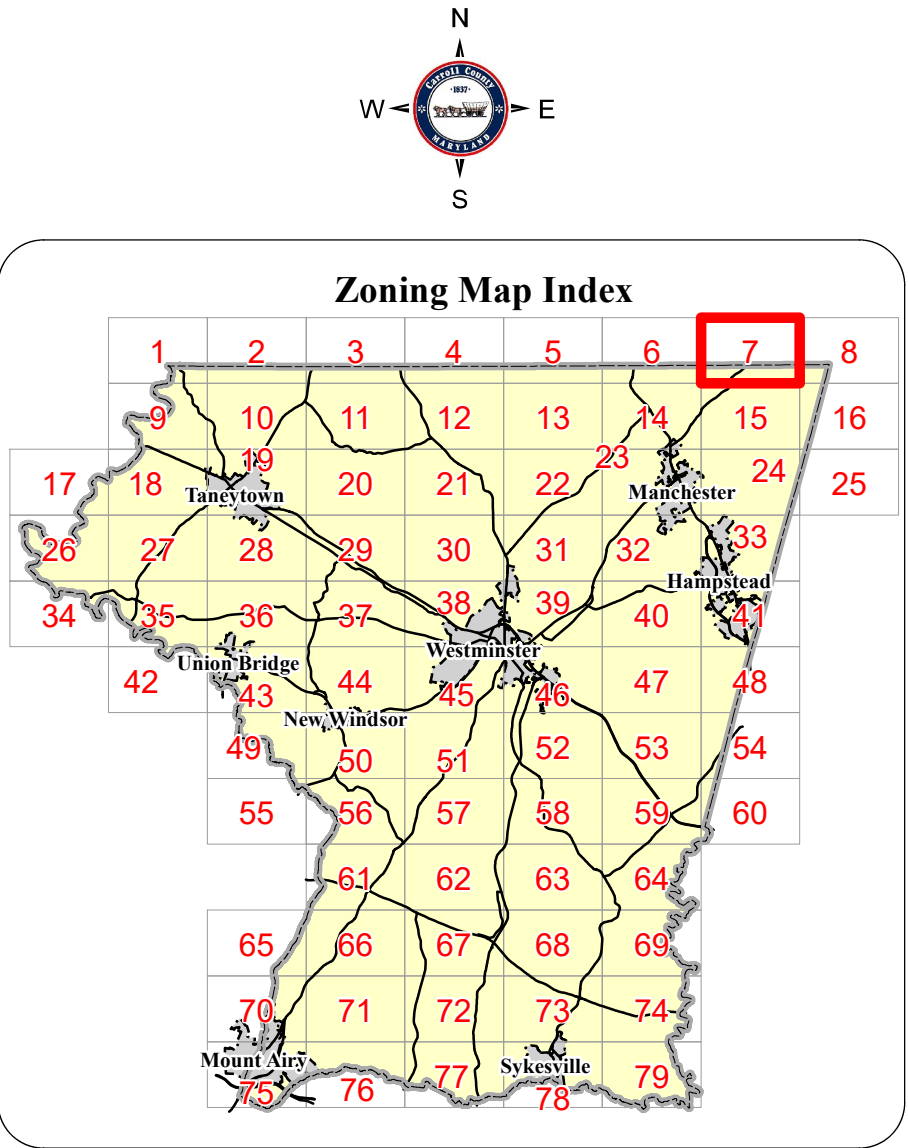 N
W
E
S
Carroll County
·1837·
MARYLAND
Zoning Map Index
1 2 3 4 5 6 7 8
9 10 11 12 13 14 15 16
17 18 19 20 21 22 23 24 25
Taneytown
Manchester
26 27 28 29 30 31 32 33
Hampstead
34 35 36 37 38 39 40 41
Westminster
Union Bridge
42 43 44 45 46 47 48
New Windsor
49 50 51 52 53 54
55 56 57 58 59 60
61 62 63 64
65 66 67 68 69
70 71 72 73 74
Mount Airy
Sykesville
75 76 77 78 79